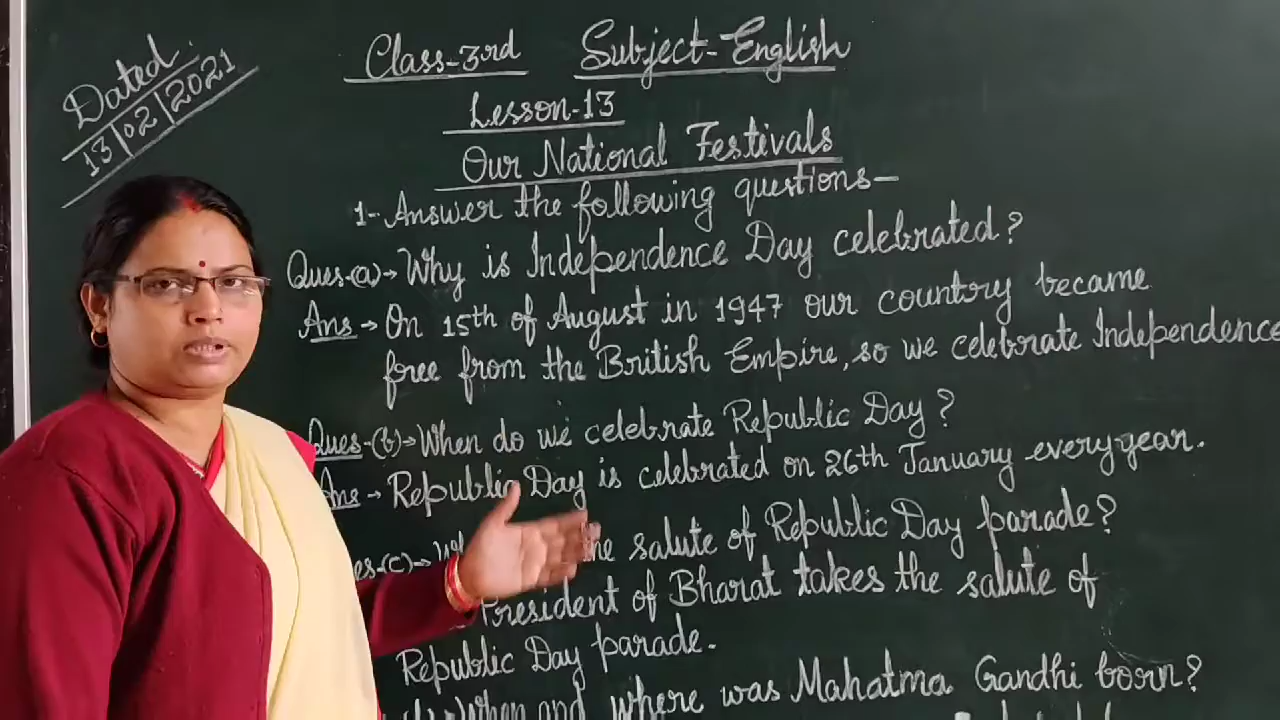 Dated.
13/02/2021
Class-3rd Subject-English
Lesson-13
Our National Festivals
1- Answer the following questions-
Ques-(a)→ Why is Independence Day celebrated?
Ans → On 15th of August in 1947 our country became
free from the British Empire, so we celebrate Independence
Ques-(b)→ When do we celebrate Republic Day?
Ans → Republic Day is celebrated on 26th January every year.
es-(c)→ the salute of Republic Day parade?
President of Bharat takes the salute of
Republic Day parade.
When and where was Mahatma Gandhi born?